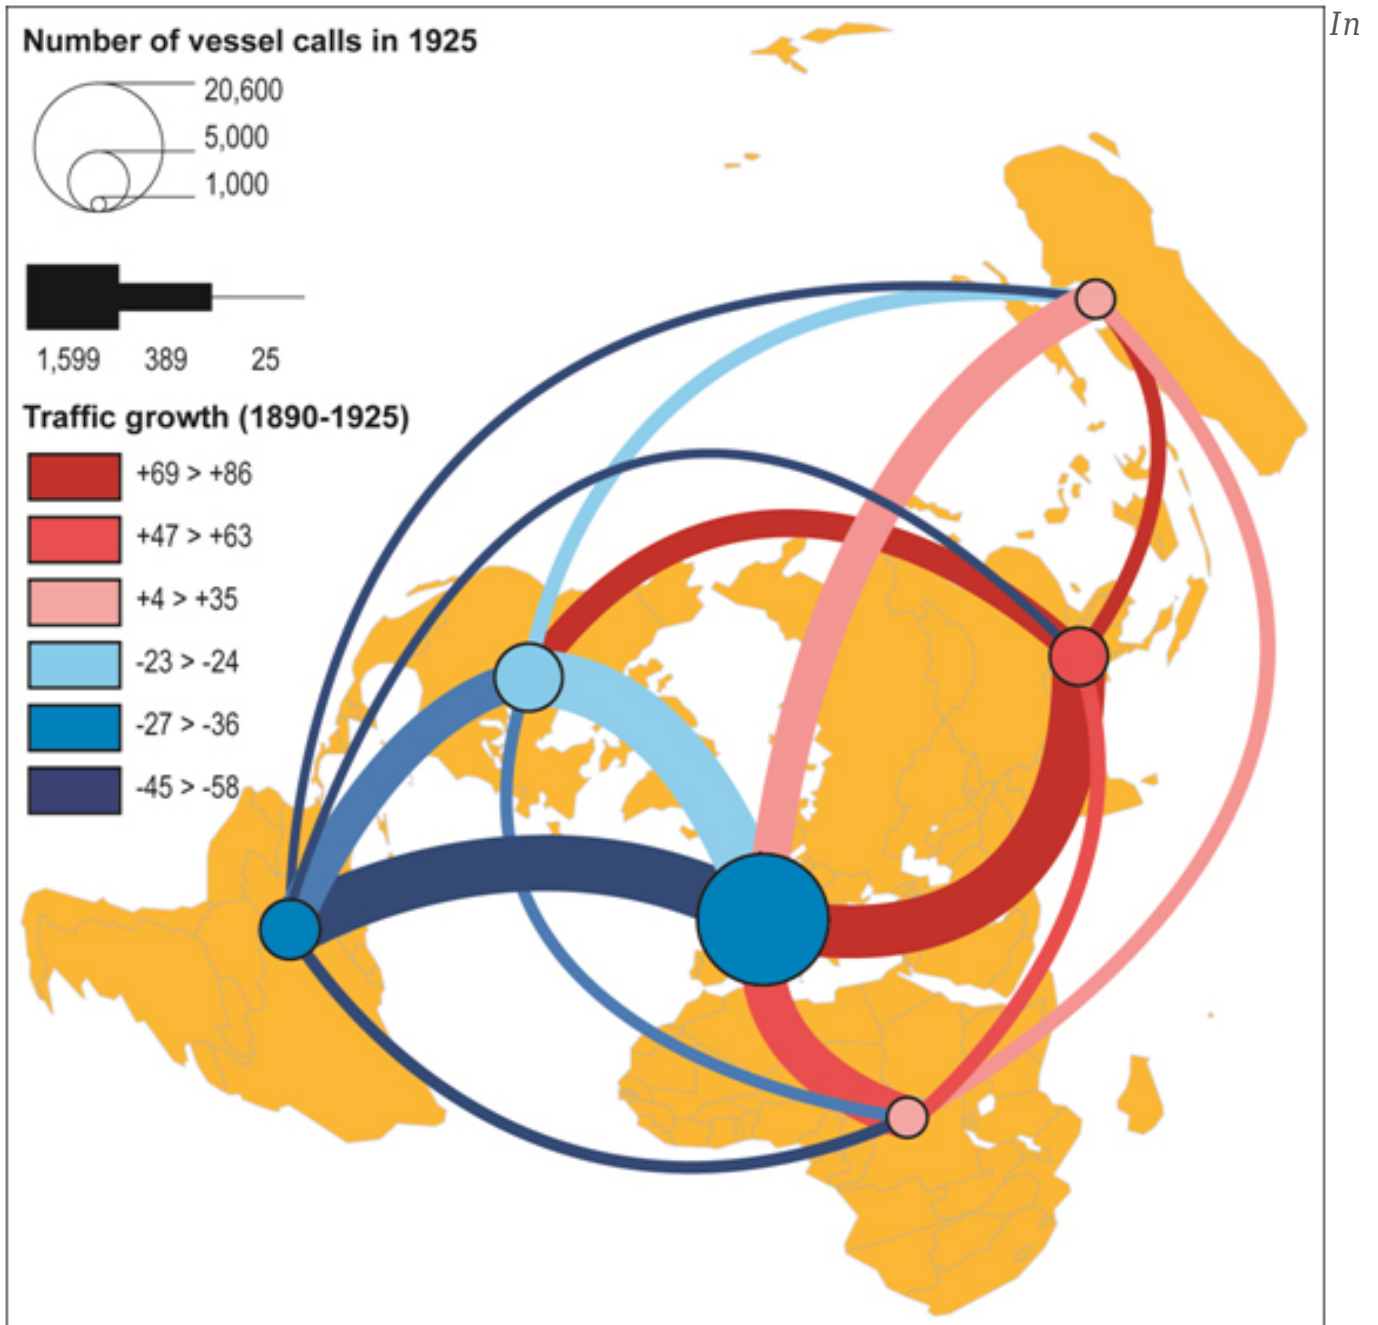 Number of vessel calls in 1925
20,600
5,000
1,000
1,599 389 25
Traffic growth (1890-1925)
+69 > +86
+47 > +63
+4 > +35
-23 > -24
-27 > -36
-45 > -58
In